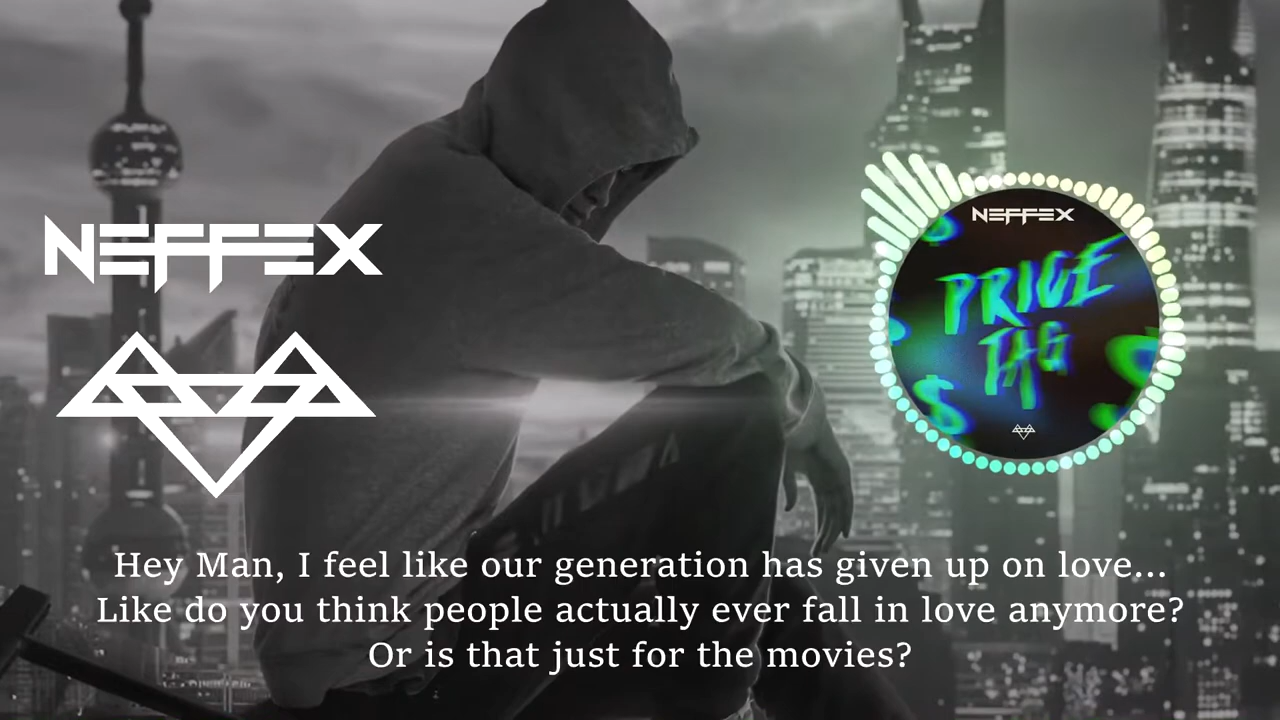 NEFFEX
NEFFEX
PRICE
TAG
$
Hey Man, I feel like our generation has given up on love...
Like do you think people actually ever fall in love anymore?
Or is that just for the movies?